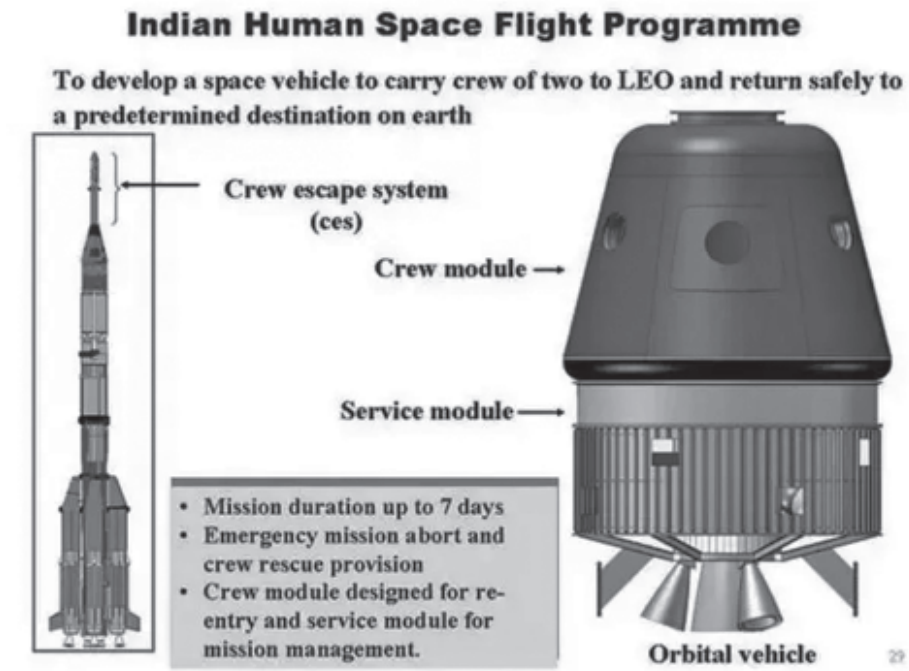 Indian Human Space Flight Programme
To develop a space vehicle to carry crew of two to LEO and return safely to
a predetermined destination on earth
Crew escape system
(ces)
Crew module
Service module
• Mission duration up to 7 days
• Emergency mission abort and
crew rescue provision
• Crew module designed for re-
entry and service module for
mission management.
Orbital vehicle
29